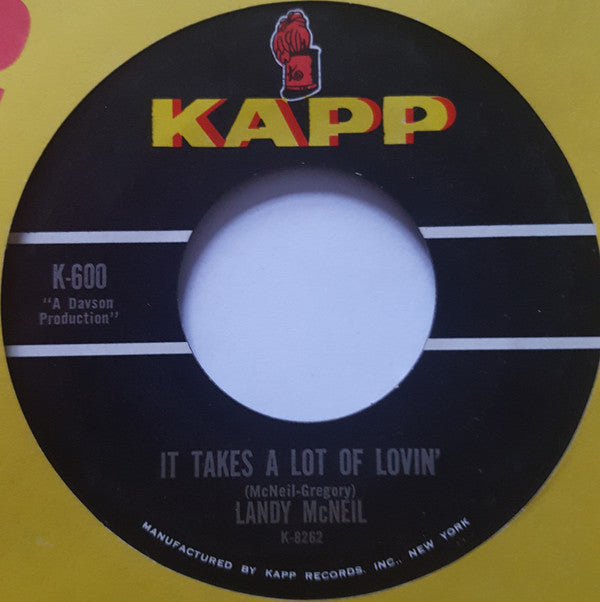 KAPP
K-600
"A Davson
Production"
IT TAKES A LOT OF LOVIN'
(McNeil-Gregory)
LANDY McNEIL
K-8262
MANUFACTURED BY KAPP RECORDS, INC., NEW YORK